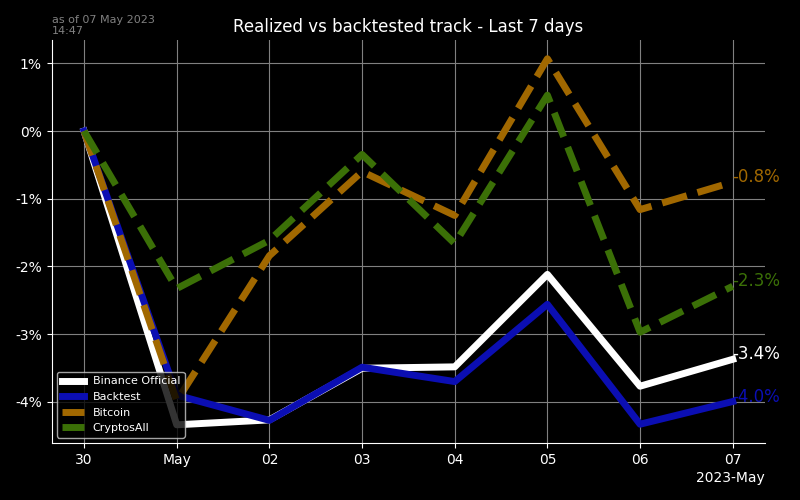 as of 07 May 2023
14:47
Realized vs backtested track - Last 7 days
1%
0%
-1%
-2%
-3%
-4%
-0.8%
-2.3%
-3.4%
-4.0%
Binance Official
Backtest
Bitcoin
CryptosAll
30 May 02 03 04 05 06 07
2023-May